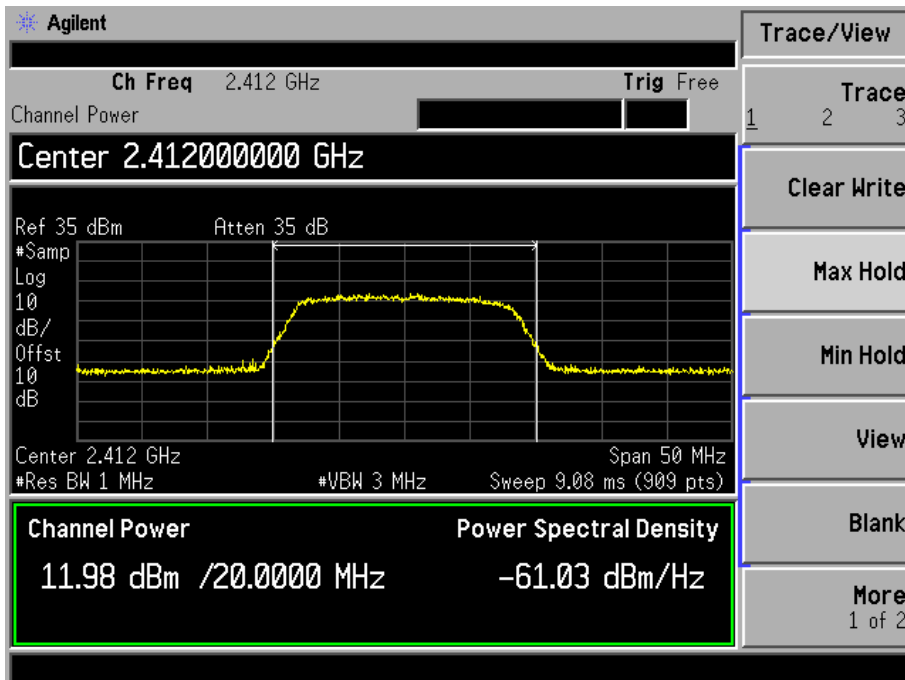 Agilent
Trace/View
Ch Freq 2.412 GHz Trig Free
Channel Power
Trace
1 2 3
Center 2.412000000 GHz
Clear Write
Ref 35 dBm Atten 35 dB
#Samp
Log
10
dB/
Offst
10
dB
Max Hold
Min Hold
View
Center 2.412 GHz Span 50 MHz
#Res BW 1 MHz #VBW 3 MHz Sweep 9.08 ms (909 pts)
Channel Power Power Spectral Density
11.98 dBm /20.0000 MHz -61.03 dBm/Hz
Blank
More
1 of 2